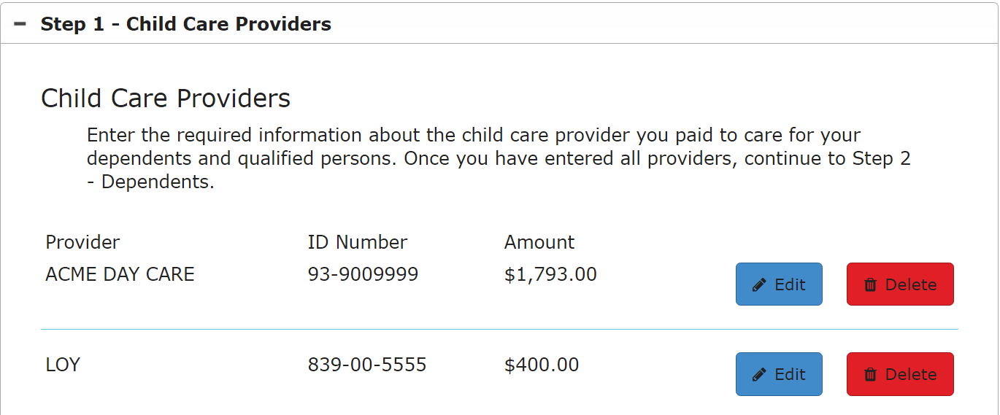 Step 1 - Child Care Providers
Child Care Providers
Enter the required information about the child care provider you paid to care for your
dependents and qualified persons. Once you have entered all providers, continue to Step 2
- Dependents.
Provider ID Number Amount
ACME DAY CARE 93-9009999 $1,793.00 Edit Delete
LOY 839-00-5555 $400.00 Edit Delete